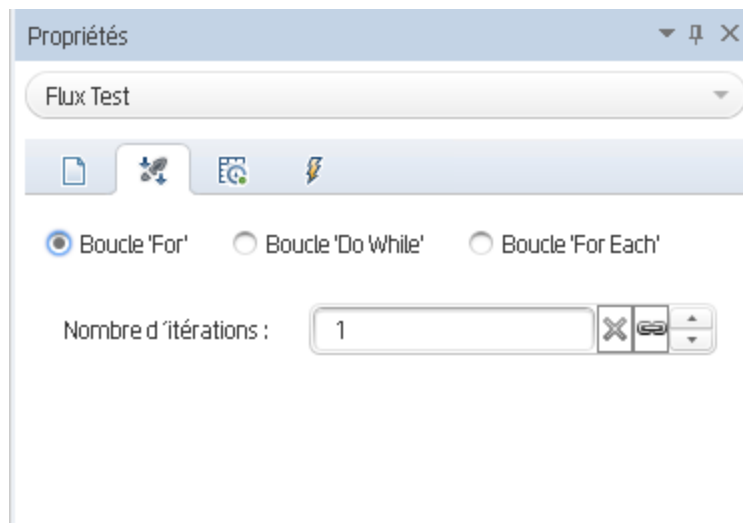 Propriétés
Flux Test
Boucle 'For' Boucle 'Do While' Boucle 'For Each'
Nombre d´itérations : 1